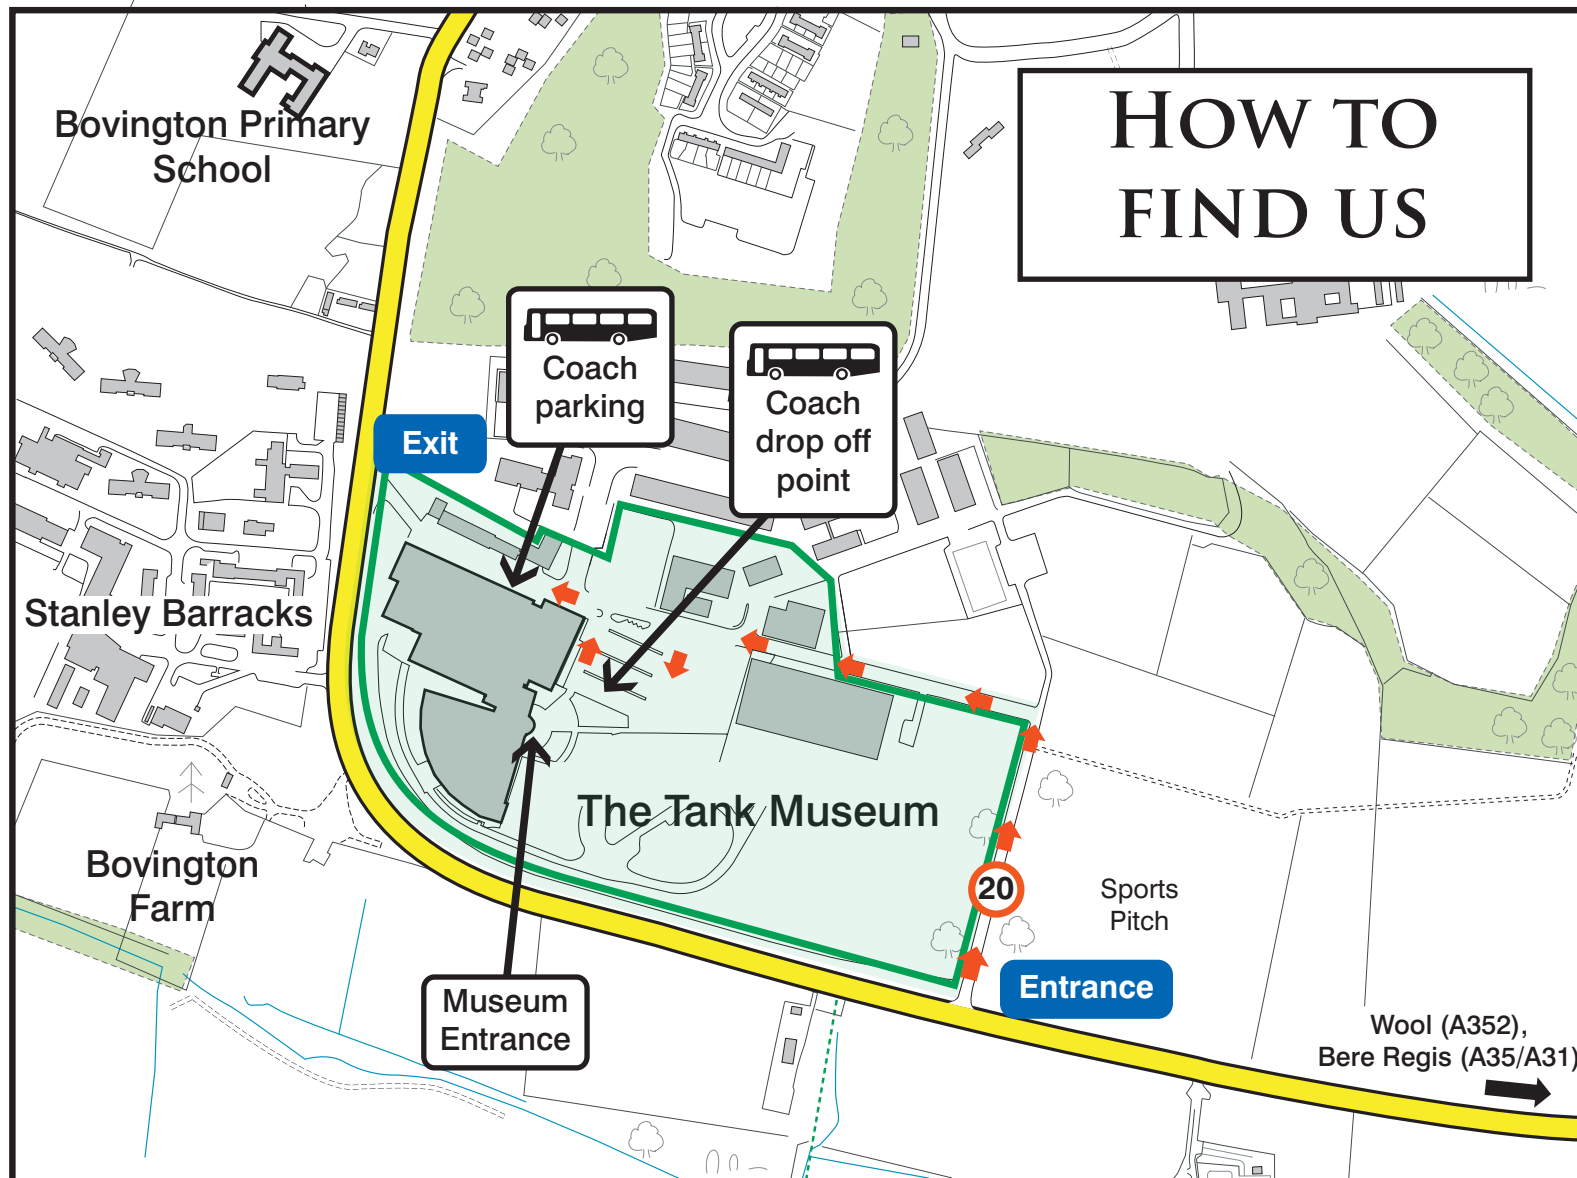 HOW TO
FIND US
Bovington Primary
School
Coach
parking
Coach
drop off
point
Exit
Stanley Barracks
The Tank Museum
Bovington
Farm
20
Sports
Pitch
Entrance
Museum
Entrance
Wool (A352),
Bere Regis (A35/A31)